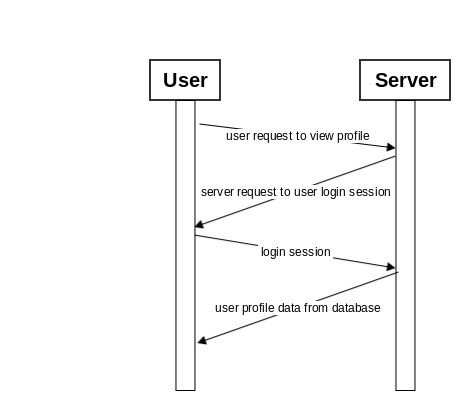 User
Server
user request to view profile
server request to user login session
login session
user profile data from database